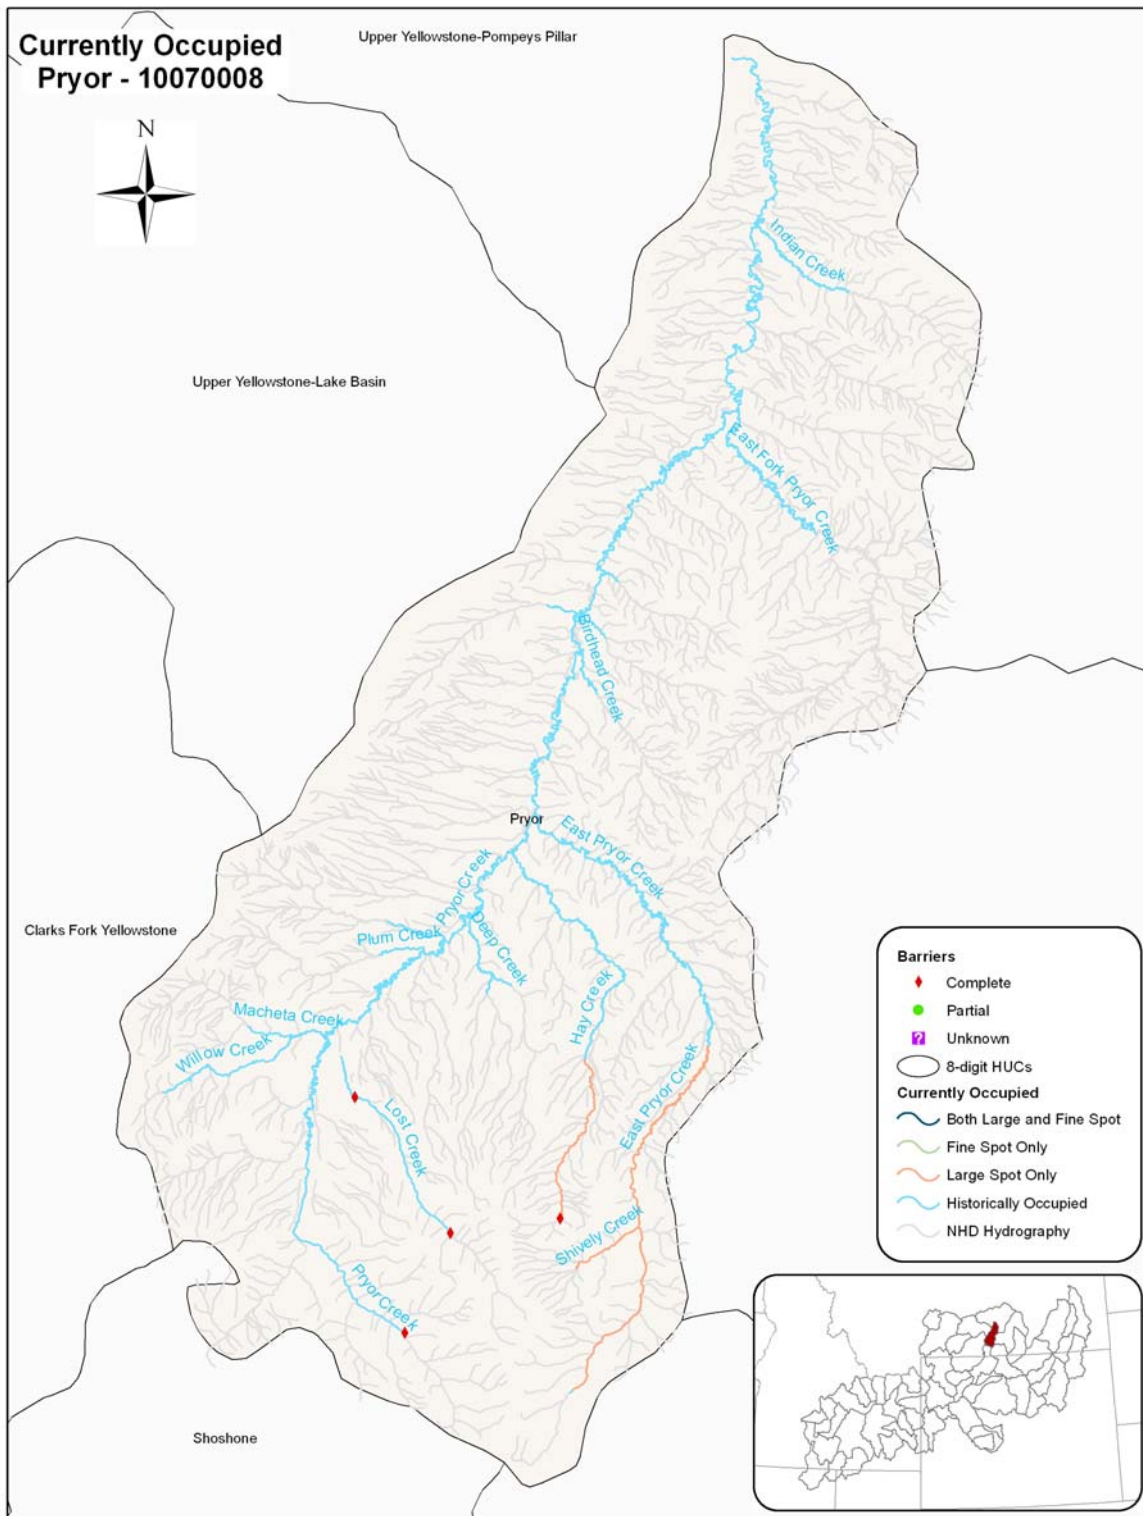 Currently Occupied
Pryor - 10070008
Upper Yellowstone-Pompeys Pillar
N
Indian Creek
Upper Yellowstone-Lake Basin
East Fork Pryor Creek
Birdhead Creek
Pryor
East Pryor Creek
Pryor Creek
Deep Creek
Plum Creek
Clarks Fork Yellowstone
Hay Creek
Macheta Creek
Willow Creek
East Pryor Creek
Lost Creek
Shively Creek
Pryor Creek
Shoshone
Barriers
Complete
Partial
?
Unknown
8-digit HUCs
Currently Occupied
Both Large and Fine Spot
Fine Spot Only
Large Spot Only
Historically Occupied
NHD Hydrography